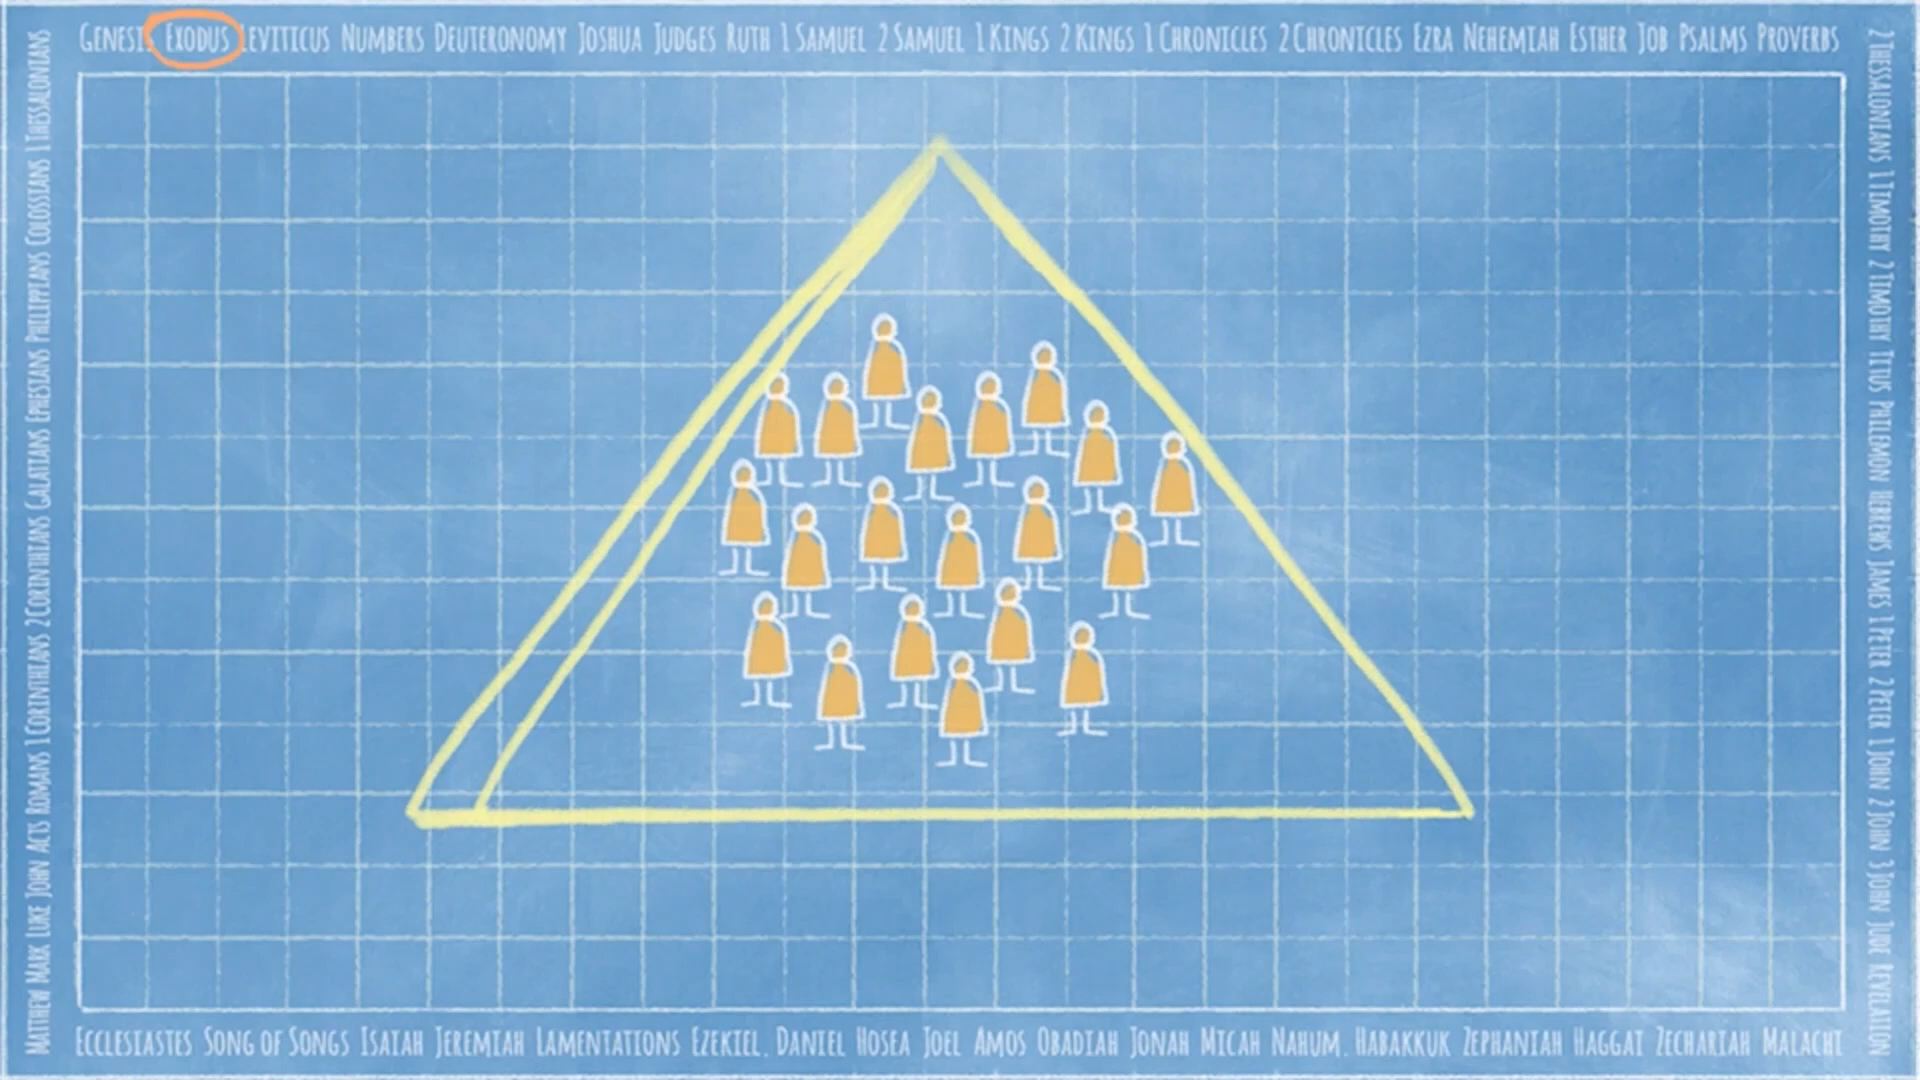 Genesis Exodus Leviticus Numbers Deuteronomy Joshua Judges Ruth 1 Samuel 2 Samuel 1 Kings 2 Kings 1 Chronicles 2 Chronicles Ezra Nehemiah Esther Job Psalms Proverbs
Ecclesiastes Song of Songs Isaiah Jeremiah Lamentations Ezekiel. Daniel Hosea Joel Amos Obadiah Jonah Micah Nahum. Habakkuk Zephaniah Haggai Zechariah Malachi
Matthew Mark Luke John Acts Romans 1 Corinthians 2 Corinthians Galatians Ephesians Philippians Colossians 1 Thessalonians
2 Thessalonians 1 Timothy 2 Timothy Titus Philemon Hebrews James 1 Peter 2 Peter 1 John 2 John 3 John Jude Revelation